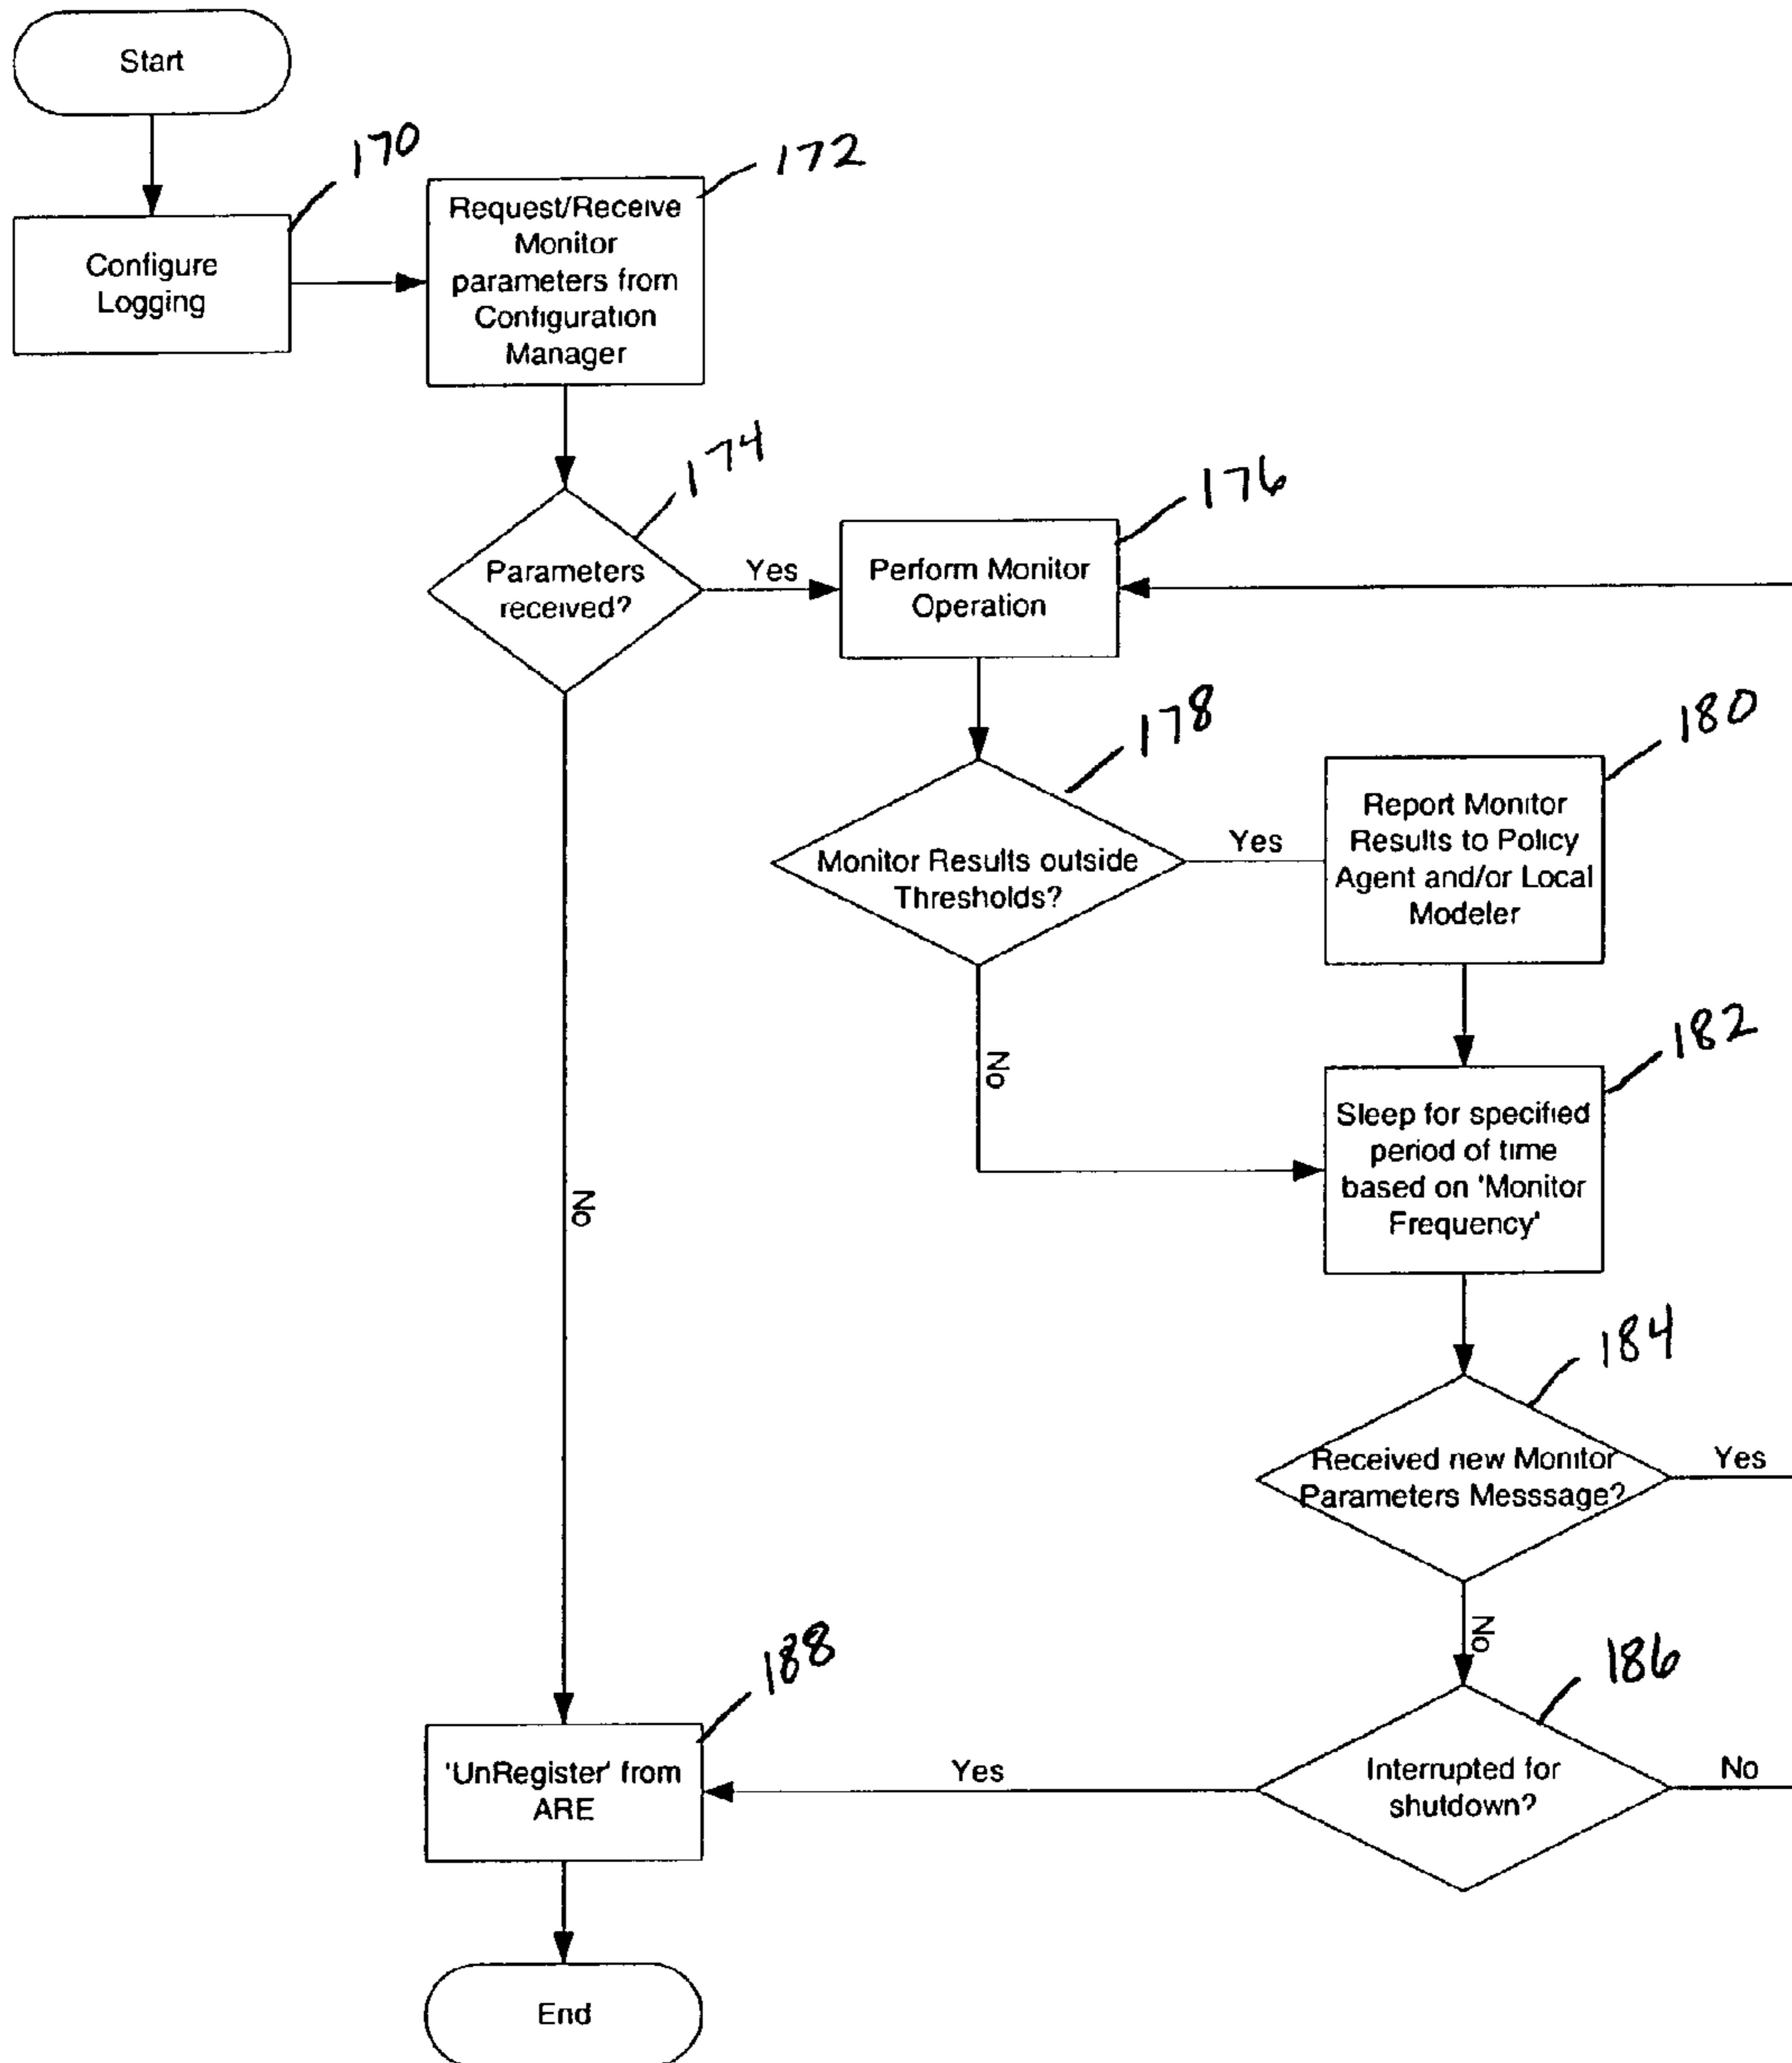 Start
170
Configure
Logging
172
Request/Receive
Monitor
parameters from
Configuration
Manager
174
Parameters
received?
Yes
176
Perform Monitor
Operation
178
Monitor Results outside
Thresholds?
Yes
180
Report Monitor
Results to Policy
Agent and/or Local
Modeler
No
182
Sleep for specified
period of time
based on 'Monitor
Frequency'
No
184
Received new Monitor
Parameters Messsage?
Yes
No
186
Interrupted for
shutdown?
No
Yes
188
'UnRegister' from
ARE
End